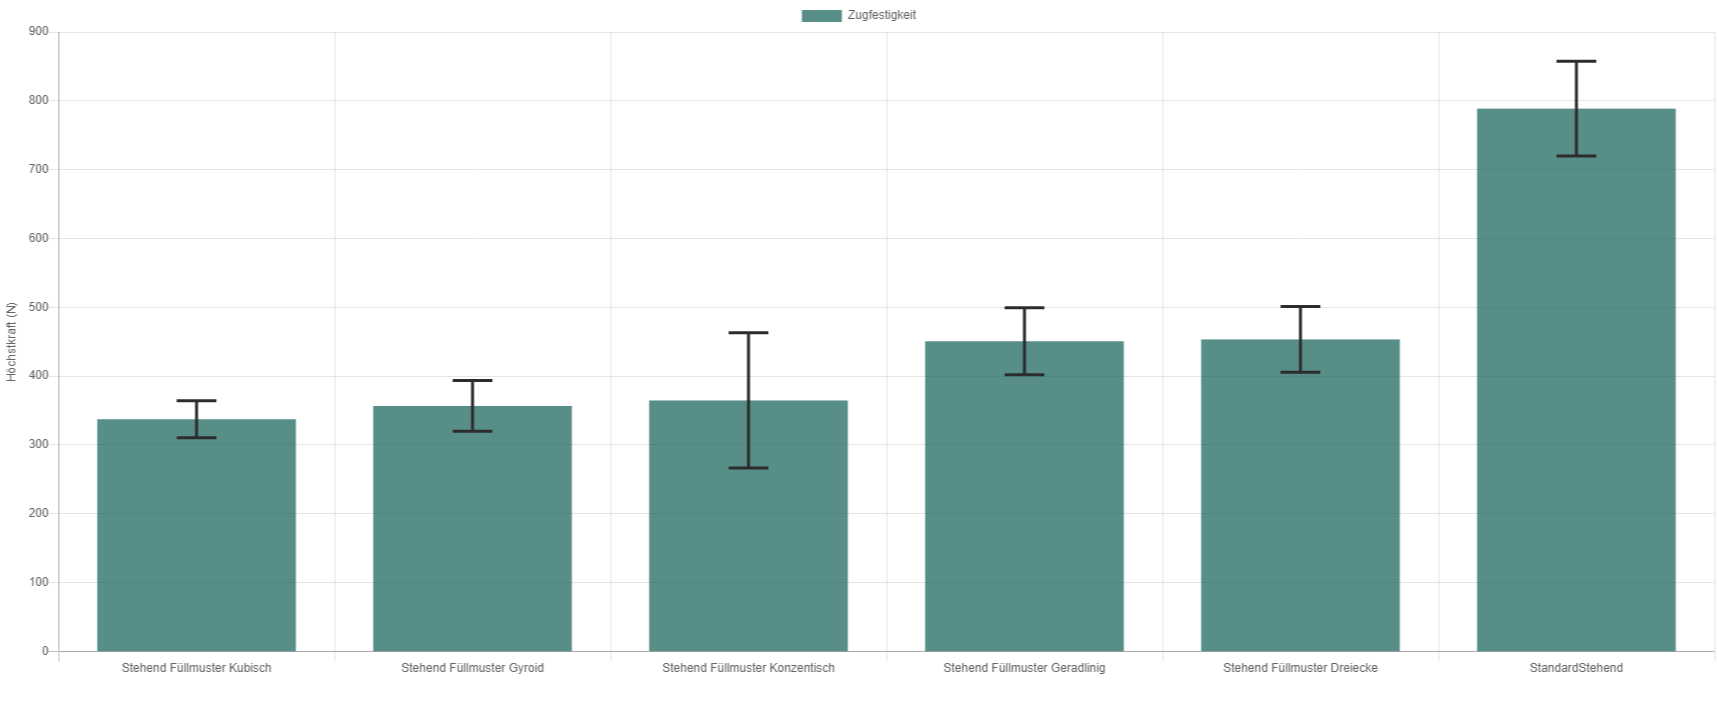 Zugfestigkeit
900
800
700
600
500
400
300
200
100
0
Höchstkraft (N)
Stehend Füllmuster Kubisch
Stehend Füllmuster Gyroid
Stehend Füllmuster Konzentisch
Stehend Füllmuster Geradlinig
Stehend Füllmuster Dreiecke
StandardStehend